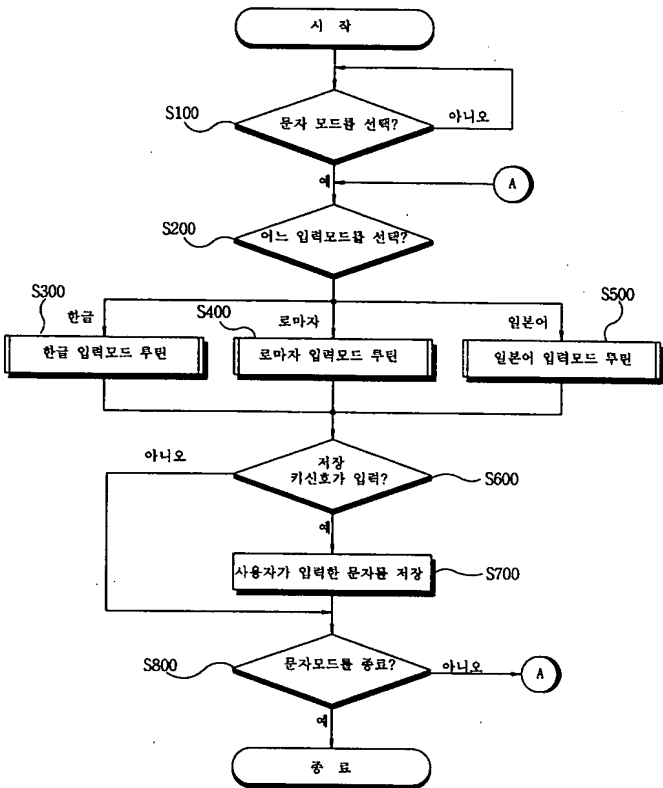 시 작
S100
문자 모드를 선택?
아니오
예
A
S200
어느 입력모드를 선택?
S300
한글
S400
로마자
일본어
S500
한글 입력모드 루틴
로마자 입력모드 루틴
일본어 입력모드 루틴
아니오
저장
키신호가 입력?
S600
예
사용자가 입력한 문자를 저장
S700
S800
문자모드를 종료?
아니오
A
예
종 료